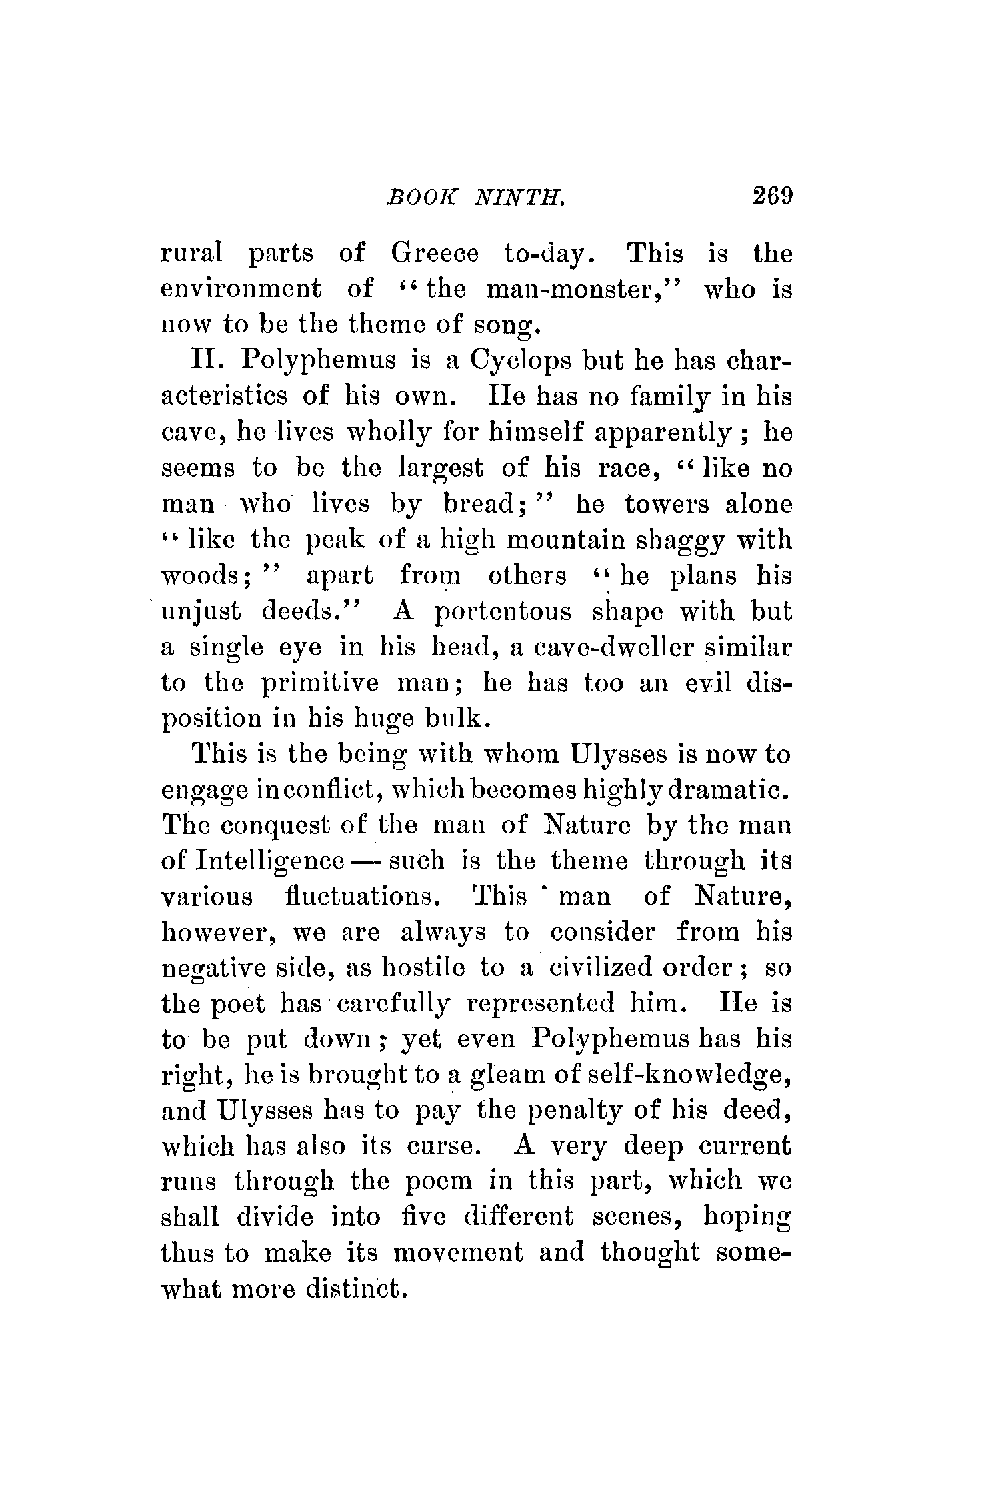 BOOK NINTH. 269
rural parts of Greece to-day. This is the
environment of "the man-monster," who is
now to be the theme of song.
II. Polyphemus is a Cyclops but he has char-
acteristics of his own. He has no family in his
cave, he lives wholly for himself apparently; he
seems to be the largest of his race, "like no
man who lives by bread;" he towers alone
"like the peak of a high mountain shaggy with
woods;" apart from others "he plans his
unjust deeds." A portentous shape with but
a single eye in his head, a cave-dweller similar
to the primitive man; he has too an evil dis-
position in his huge bulk.
This is the being with whom Ulysses is now to
engage in conflict, which becomes highly dramatic.
The conquest of the man of Nature by the man
of Intelligence — such is the theme through its
various fluctuations. This man of Nature,
however, we are always to consider from his
negative side, as hostile to a civilized order; so
the poet has carefully represented him. He is
to be put down; yet even Polyphemus has his
right, he is brought to a gleam of self-knowledge,
and Ulysses has to pay the penalty of his deed,
which has also its curse. A very deep current
runs through the poem in this part, which we
shall divide into five different scenes, hoping
thus to make its movement and thought some-
what more distinct.